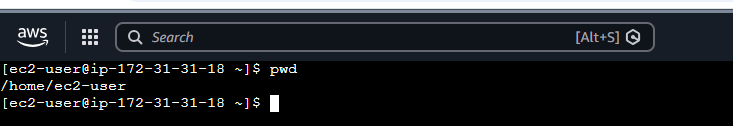 aws
Search [Alt+S]
[ec2-user@ip-172-31-31-18 ~]$ pwd
/home/ec2-user
[ec2-user@ip-172-31-31-18 ~]$